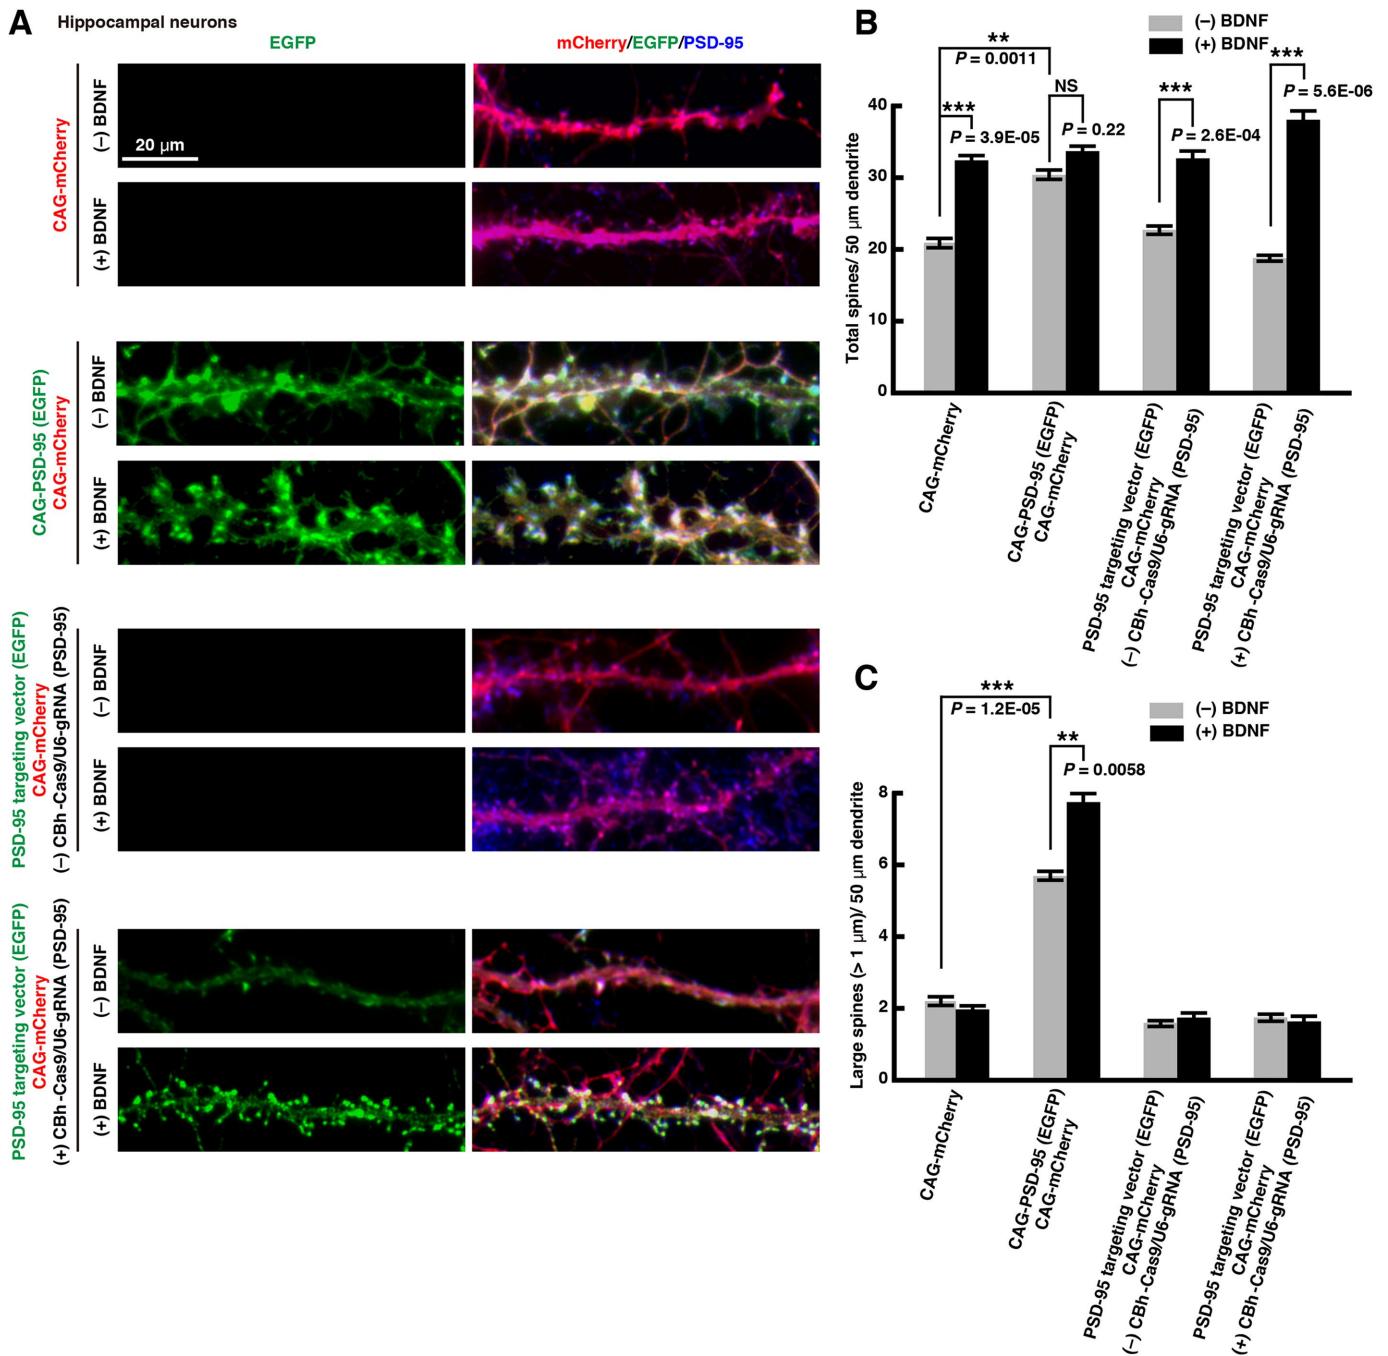 A
Hippocampal neurons
EGFP
mCherry/EGFP/PSD-95
CAG-mCherry
(–) BDNF
20 µm
(+) BDNF
CAG-PSD-95 (EGFP)
CAG-mCherry
(–) BDNF
(+) BDNF
PSD-95 targeting vector (EGFP)
CAG-mCherry
(–) CBh-Cas9/U6-gRNA (PSD-95)
(–) BDNF
(+) BDNF
PSD-95 targeting vector (EGFP)
CAG-mCherry
(+) CBh-Cas9/U6-gRNA (PSD-95)
(–) BDNF
(+) BDNF
B
(–) BDNF
(+) BDNF
**
P = 0.0011
***
P = 3.9E-05
NS
P = 0.22
***
P = 2.6E-04
***
P = 5.6E-06
Total spines/ 50 µm dendrite
40
30
20
10
0
CAG-mCherry
CAG-PSD-95 (EGFP)
CAG-mCherry
PSD-95 targeting vector (EGFP)
CAG-mCherry
(–) CBh-Cas9/U6-gRNA (PSD-95)
PSD-95 targeting vector (EGFP)
CAG-mCherry
(+) CBh-Cas9/U6-gRNA (PSD-95)
C
(–) BDNF
(+) BDNF
***
P = 1.2E-05
**
P = 0.0058
Large spines (> 1 µm)/ 50 µm dendrite
8
6
4
2
0
CAG-mCherry
CAG-PSD-95 (EGFP)
CAG-mCherry
PSD-95 targeting vector (EGFP)
CAG-mCherry
(–) CBh-Cas9/U6-gRNA (PSD-95)
PSD-95 targeting vector (EGFP)
CAG-mCherry
(+) CBh-Cas9/U6-gRNA (PSD-95)